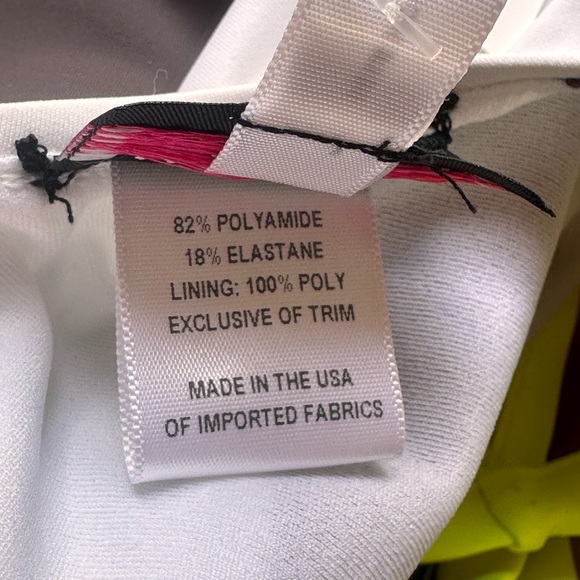 82% POLYAMIDE
18% ELASTANE
LINING: 100% POLY
EXCLUSIVE OF TRIM
MADE IN THE USA
OF IMPORTED FABRICS